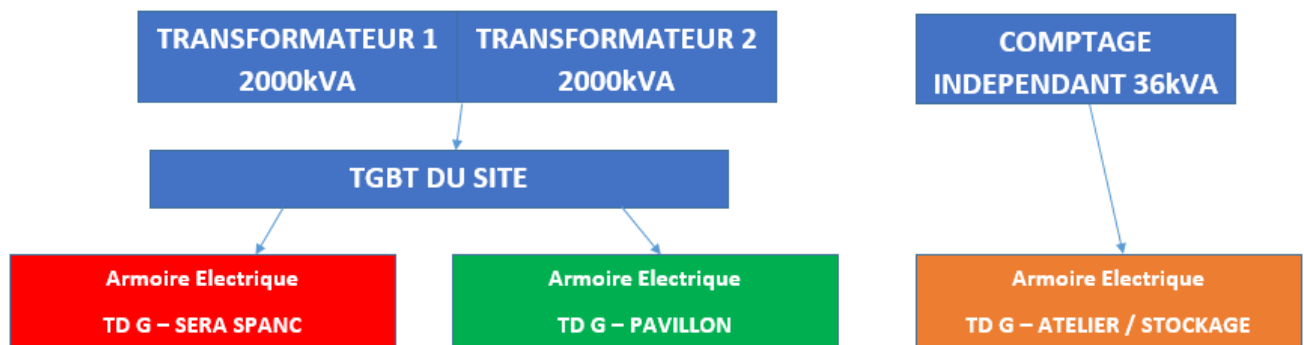 TRANSFORMATEUR 1
2000kVA
TRANSFORMATEUR 2
2000kVA
COMPTAGE
INDEPENDANT 36kVA
TGBT DU SITE
Armoire Electrique
TD G – SERA SPANC
Armoire Electrique
TD G – PAVILLON
Armoire Electrique
TD G – ATELIER / STOCKAGE